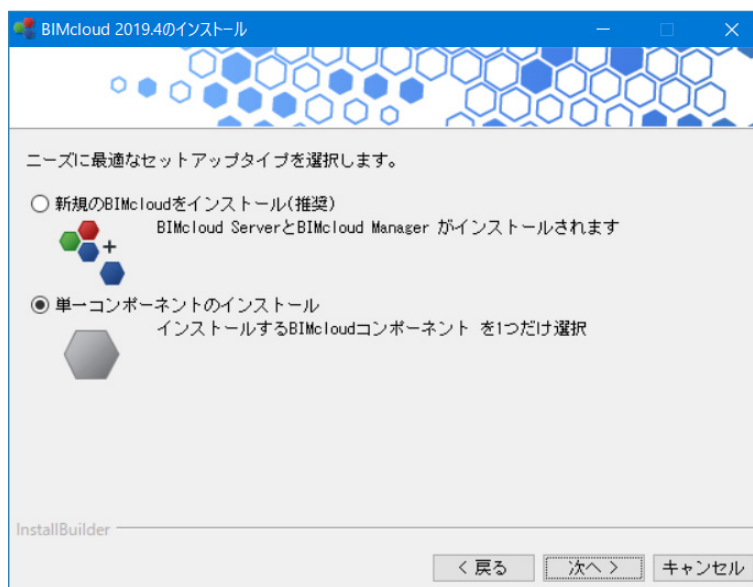 BIMcloud 2019.4のインストール
ニーズに最適なセットアップタイプを選択します。
新規のBIMcloudをインストール(推奨)
BIMcloud ServerとBIMcloud Manager がインストールされます
単一コンポーネントのインストール
インストールするBIMcloudコンポーネント を1つだけ選択
InstallBuilder
< 戻る
次へ >
キャンセル